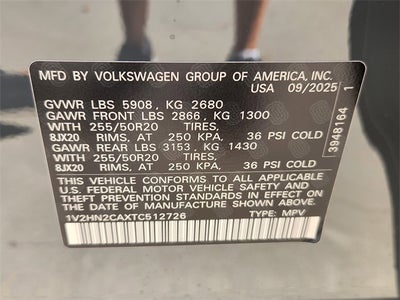 MFD BY VOLKSWAGEN GROUP OF AMERICA, INC.
USA 09/2025
GVWR LBS 5908, KG 2680
GAWR FRONT LBS 2866, KG 1300
WITH 255/50R20 TIRES,
8JX20 RIMS, AT 250 KPA, 36 PSI COLD
GAWR REAR LBS 3153, KG 1430
WITH 255/50R20 TIRES,
8JX20 RIMS, AT 250 KPA, 36 PSI COLD
THIS VEHICLE CONFORMS TO ALL APPLICABLE
U.S. FEDERAL MOTOR VEHICLE SAFETY AND
THEFT PREVENTION STANDARDS IN EFFECT
ON THE DATE OF MANUFACTURE SHOWN ABOVE.
1V2HN2CAXTC512726 TYPE: MPV
3948164 1